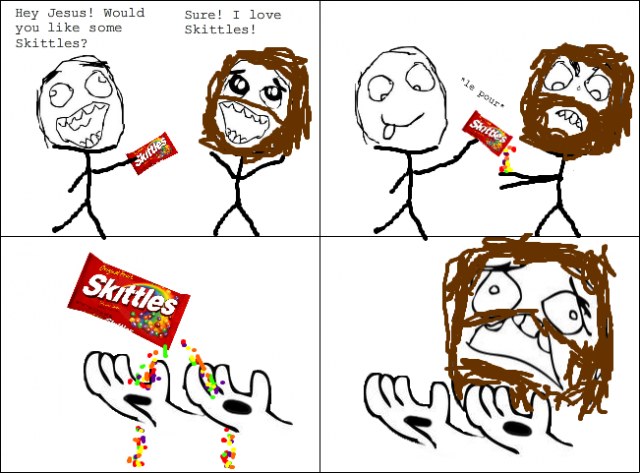 Hey Jesus! Would
you like some
Skittles?
Sure! I love
Skittles!
Skittles
*le pour*
Skittles
Skittles